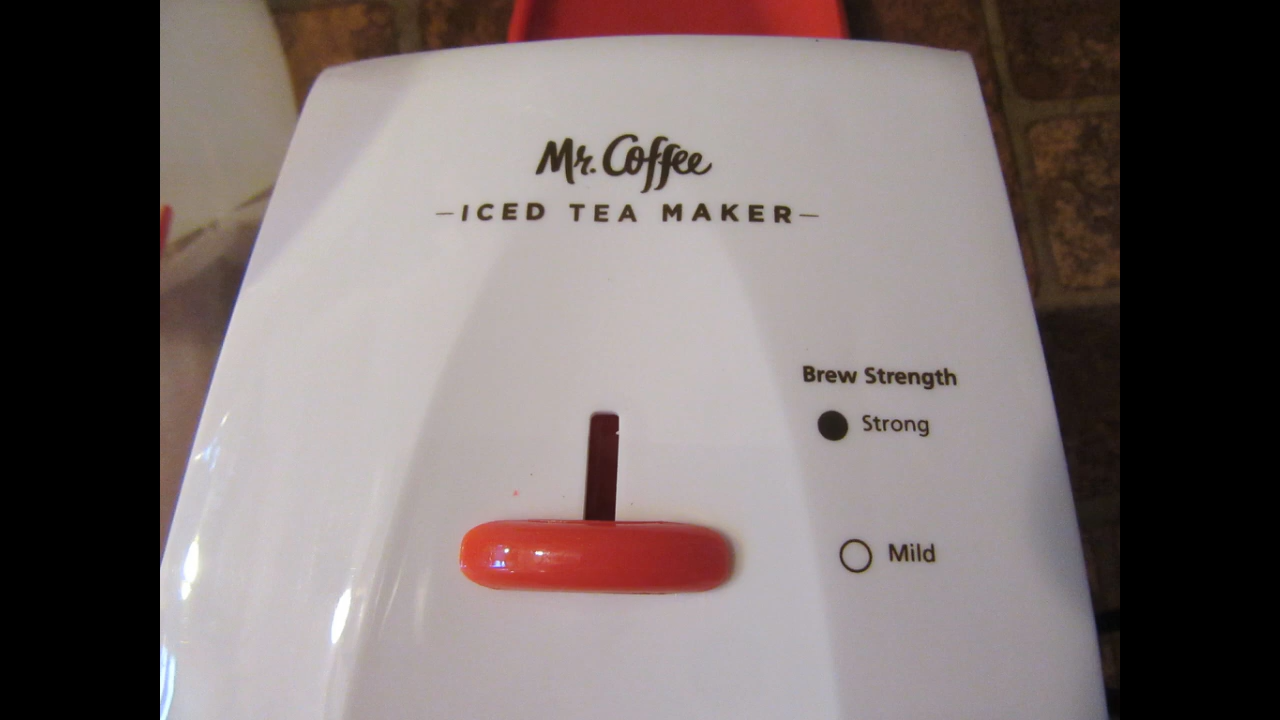 Mr. Coffee
-ICED TEA MAKER-
Brew Strength
Strong
Mild